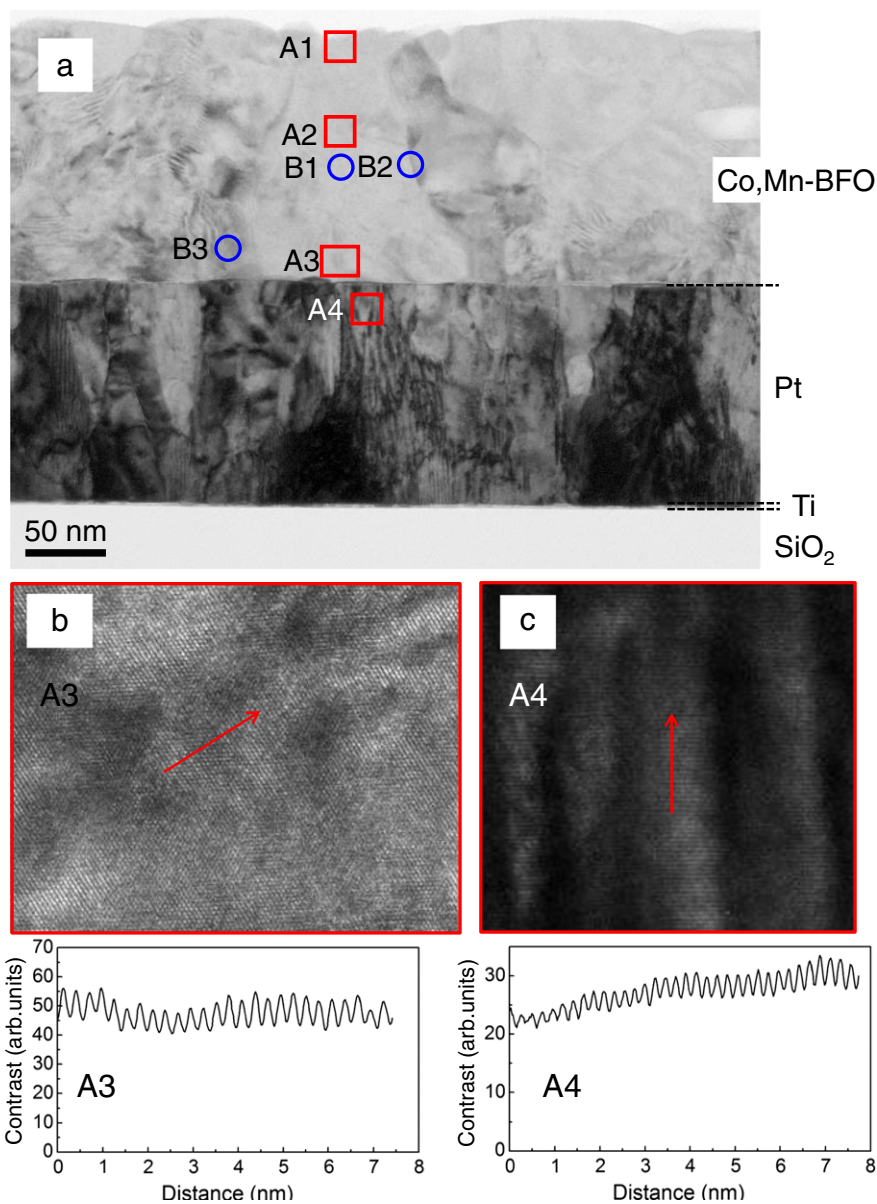 a
A1
A2
B1 B2
Co,Mn-BFO
B3
A3
A4
Pt
Ti
50 nm
SiO₂
b
c
A3
A4
70
60
50
40
30
20
10
0
Contrast (arb.units)
A3
0 1 2 3 4 5 6 7 8
Distance (nm)
30
20
10
0
Contrast (arb.units)
A4
0 1 2 3 4 5 6 7 8
Distance (nm)